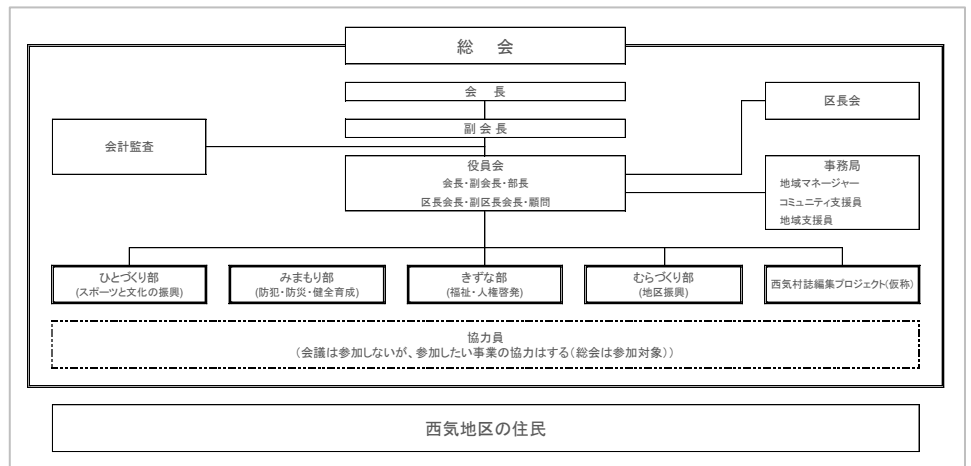 総　会
会　長
区長会
副 会 長
会計監査
役員会
会長・副会長・部長
区長会長・副区長会長・顧問
事務局
地域マネージャー
コミュニティ支援員
地域支援員
ひとづくり部
(スポーツと文化の振興)
みまもり部
(防犯・防災・健全育成)
きずな部
(福祉・人権啓発)
むらづくり部
(地区振興)
西気村誌編集プロジェクト(仮称)
協力員
(会議は参加しないが、参加したい事業の協力はする(総会は参加対象))
西気地区の住民